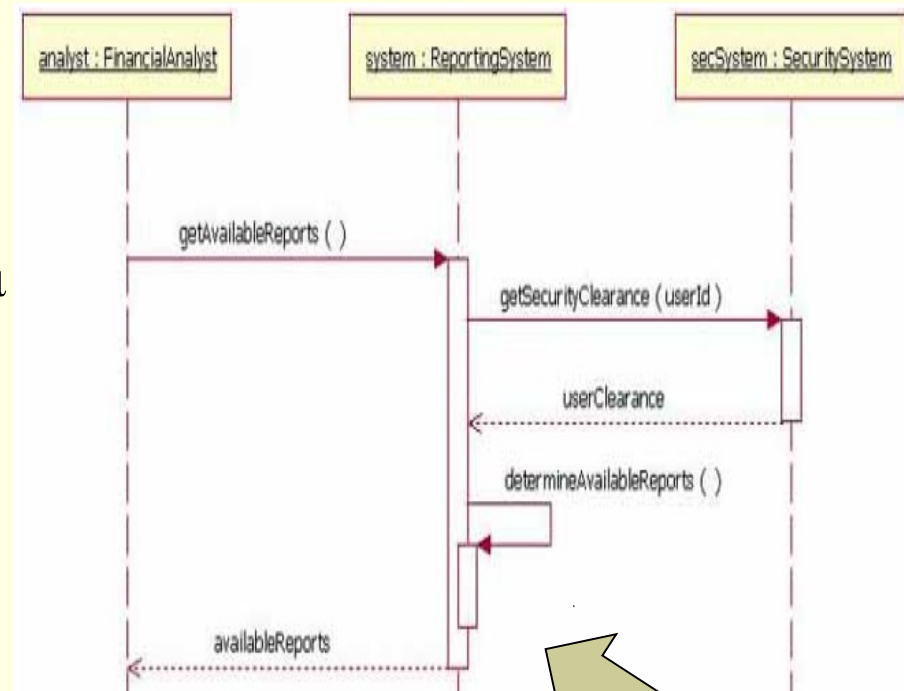 analyst : FinancialAnalyst
system : ReportingSystem
secSystem : SecuritySystem
getAvailableReports ( )
getSecurityClearance ( userId )
userClearance
determineAvailableReports ( )
availableReports